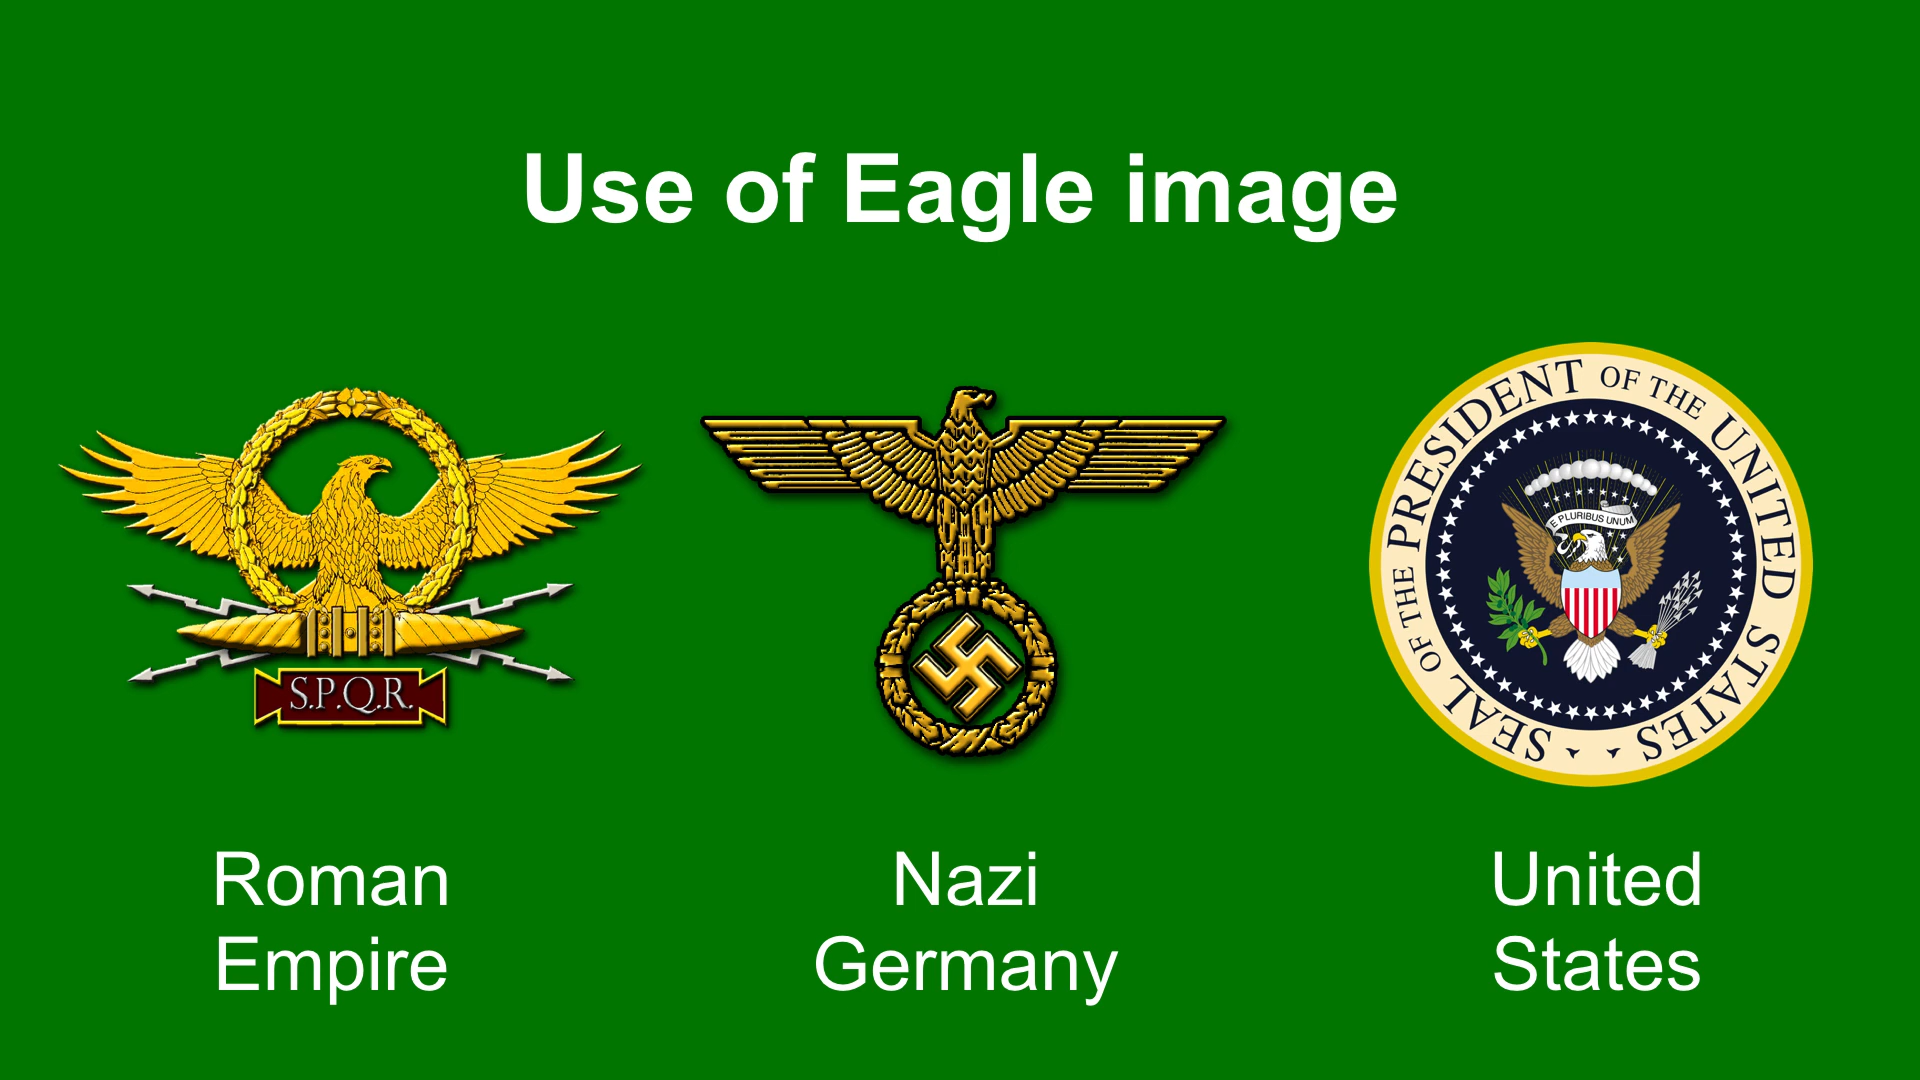 Use of Eagle image
S.P.Q.R.
SEAL OF THE PRESIDENT OF THE UNITED STATES
E PLURIBUS UNUM
Roman
Empire
Nazi
Germany
United
States